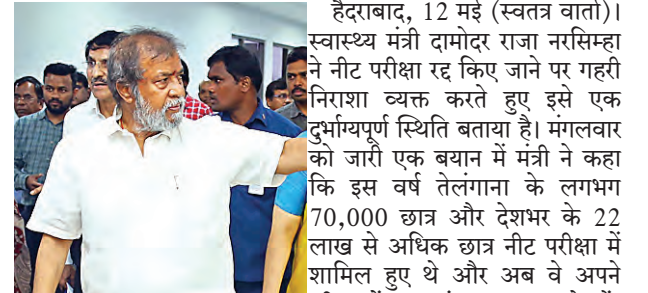 हैदराबाद, 12 मई (स्वतंत्र वार्ता)।
स्वास्थ्य मंत्री दामोदर राजा नरसिम्हा
ने नीट परीक्षा रद्द किए जाने पर गहरी
निराशा व्यक्त करते हुए इसे एक
दुर्भाग्यपूर्ण स्थिति बताया है। मंगलवार
को जारी एक बयान में मंत्री ने कहा
कि इस वर्ष तेलंगाना के लगभग
70,000 छात्र और देशभर के 22
लाख से अधिक छात्र नीट परीक्षा में
शामिल हुए थे और अब वे अपने